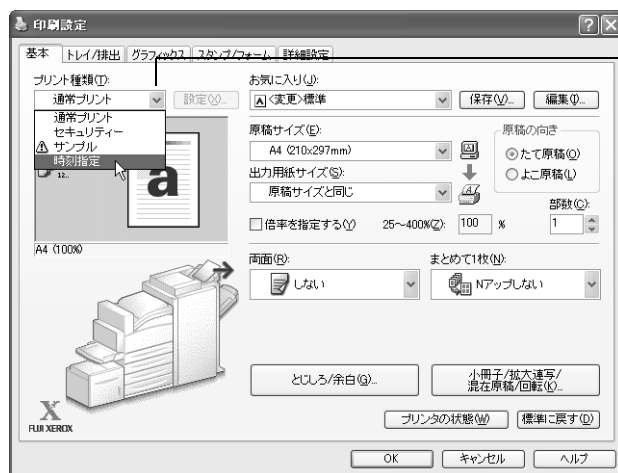 印刷設定
基本 トレイ/排出 グラフィックス スタンプ/フォーム 詳細設定
プリント種類(T):
通常プリント 設定(X)...
通常プリント
セキュリティー
サンプル
時刻指定
12..
a
A4 (100%)
FUJI XEROX
お気に入り(J):
A <変更>標準 保存(V)... 編集(I)...
原稿サイズ(E):
A4 (210x297mm)
出力用紙サイズ(S):
原稿サイズと同じ
倍率を指定する(Y) 25~400%(Z): 100 %
原稿の向き
たて原稿(O)
よこ原稿(L)
部数(C):
1
両面(R):
しない
まとめて1枚(N):
Nアップしない
とじしろ/余白(G)...
小冊子/拡大連写/
混在原稿/回転(K)...
プリンタの状態(W) 標準に戻す(D)
OK キャンセル ヘルプ